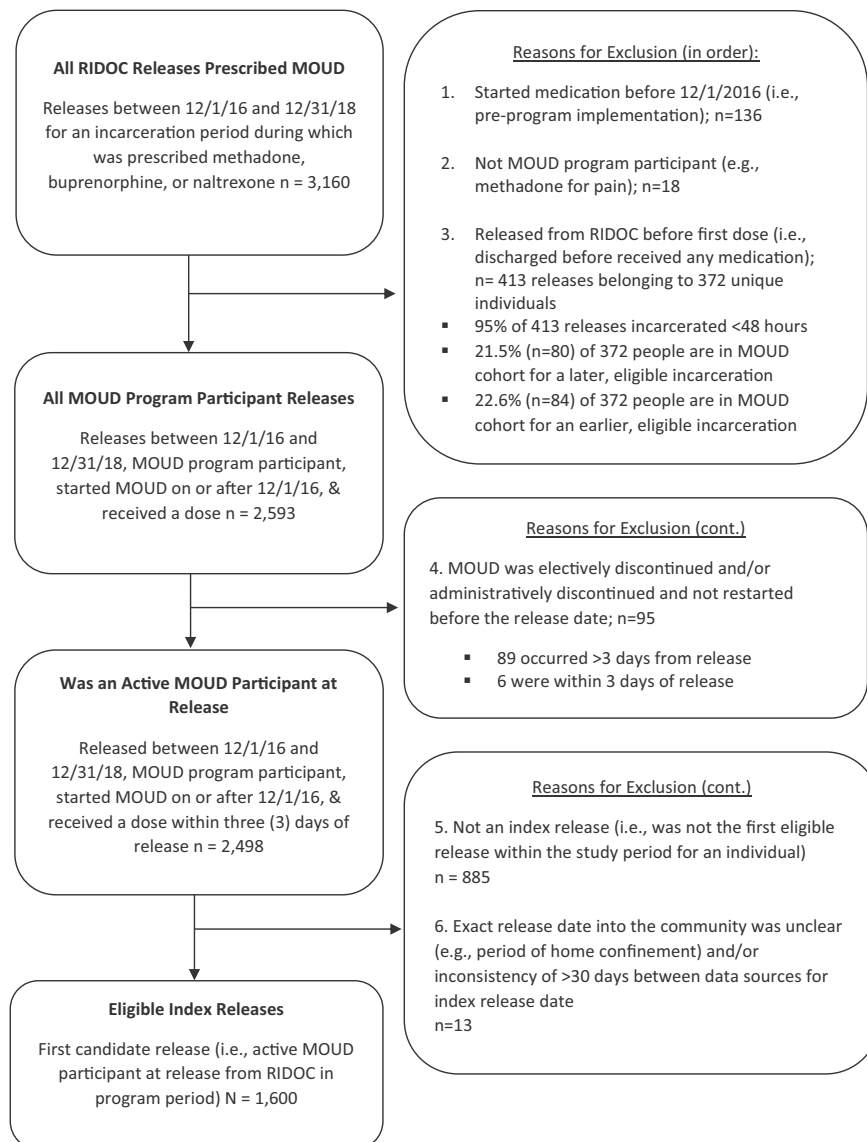 All RIDOC Releases Prescribed MOUD
Releases between 12/1/16 and 12/31/18
for an incarceration period during which
was prescribed methadone,
buprenorphine, or naltrexone n = 3,160
Reasons for Exclusion (in order):
1. Started medication before 12/1/2016 (i.e.,
pre-program implementation); n=136
2. Not MOUD program participant (e.g.,
methadone for pain); n=18
3. Released from RIDOC before first dose (i.e.,
discharged before received any medication);
n= 413 releases belonging to 372 unique
individuals
▪ 95% of 413 releases incarcerated <48 hours
▪ 21.5% (n=80) of 372 people are in MOUD
cohort for a later, eligible incarceration
▪ 22.6% (n=84) of 372 people are in MOUD
cohort for an earlier, eligible incarceration
All MOUD Program Participant Releases
Releases between 12/1/16 and
12/31/18, MOUD program participant,
started MOUD on or after 12/1/16, &
received a dose n = 2,593
Reasons for Exclusion (cont.)
4. MOUD was electively discontinued and/or
administratively discontinued and not restarted
before the release date; n=95
▪ 89 occurred >3 days from release
▪ 6 were within 3 days of release
Was an Active MOUD Participant at
Release
Released between 12/1/16 and
12/31/18, MOUD program participant,
started MOUD on or after 12/1/16, &
received a dose within three (3) days of
release n = 2,498
Reasons for Exclusion (cont.)
5. Not an index release (i.e., was not the first eligible
release within the study period for an individual)
n = 885
6. Exact release date into the community was unclear
(e.g., period of home confinement) and/or
inconsistency of >30 days between data sources for
index release date
n=13
Eligible Index Releases
First candidate release (i.e., active MOUD
participant at release from RIDOC in
program period) N = 1,600